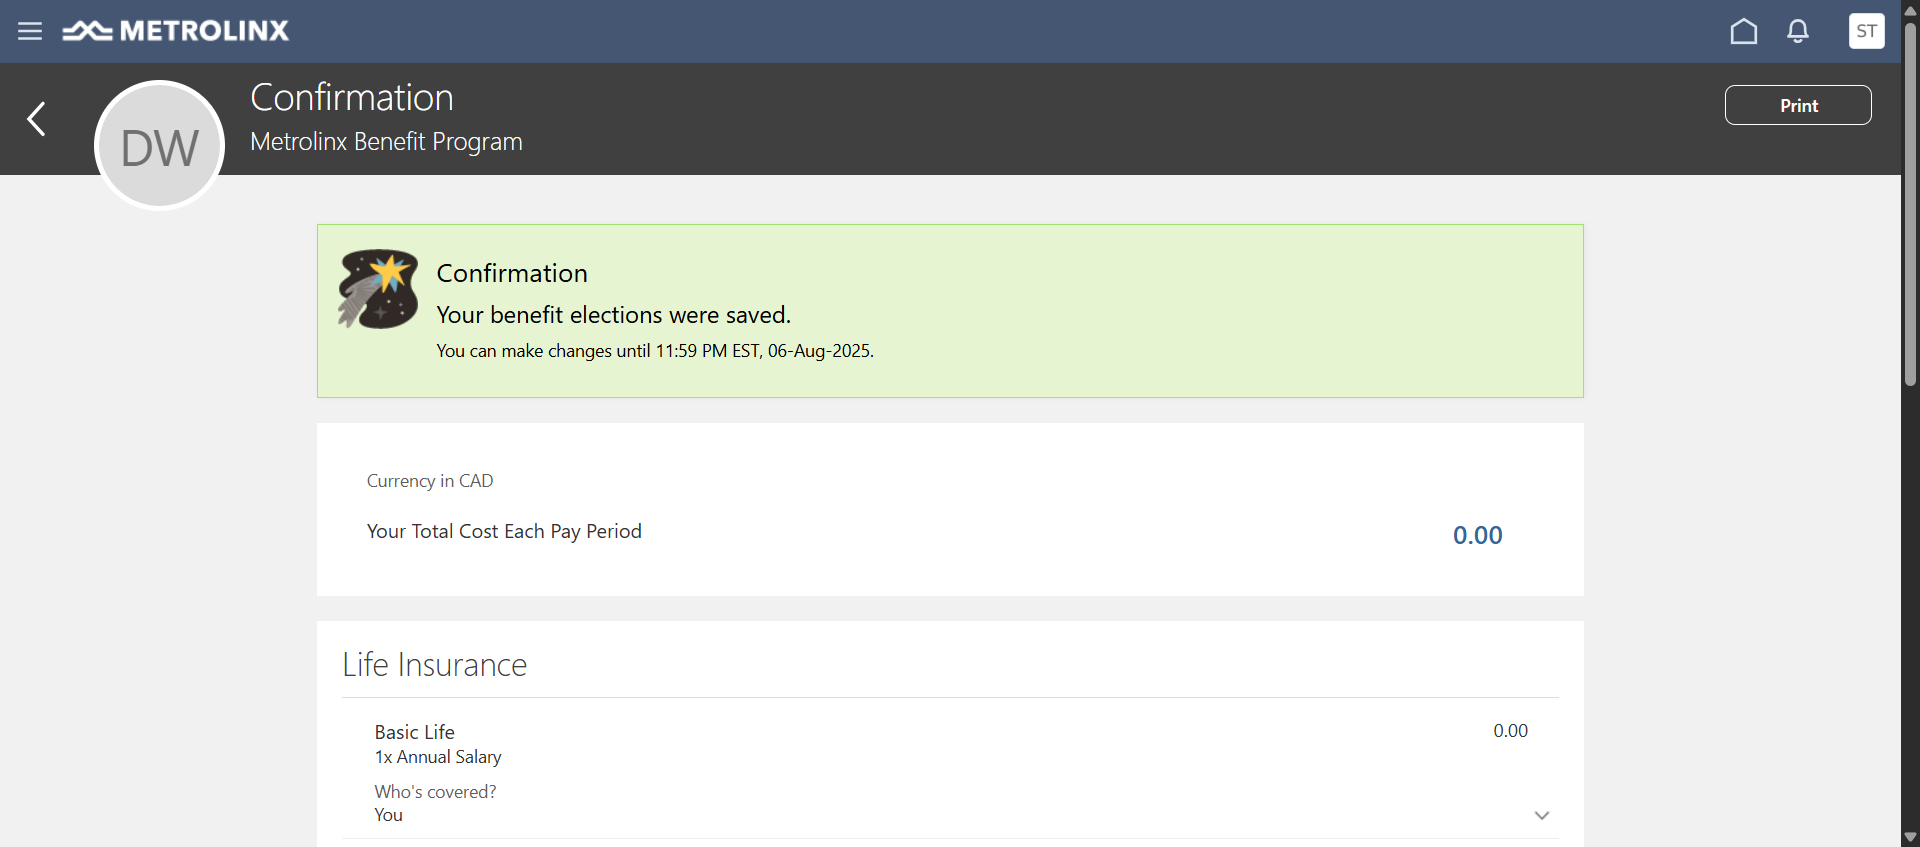 METROLINX
ST
DW
Confirmation
Metrolinx Benefit Program
Print
Confirmation
Your benefit elections were saved.
You can make changes until 11:59 PM EST, 06-Aug-2025.
Currency in CAD
Your Total Cost Each Pay Period
0.00
Life Insurance
Basic Life
0.00
1x Annual Salary
Who's covered?
You